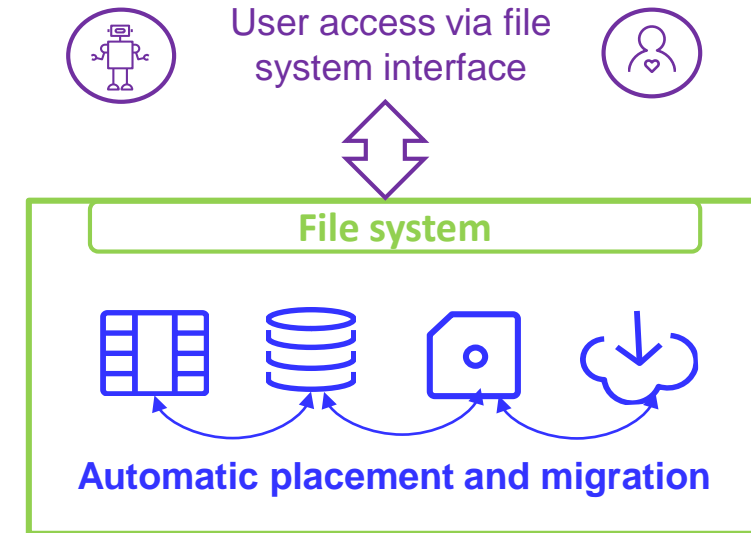 User access via file
system interface
File system
Automatic placement and migration